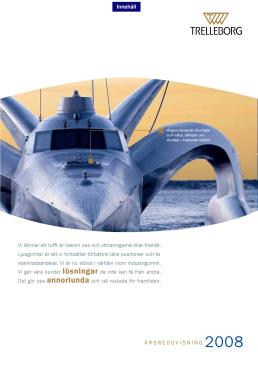 Innehåll
TRELLEBORG
Vi lämnar ett tufft år bakom oss och utmaningarna ökar framåt.
Ljuspunkter är att vi fortsätter förbättra våra positioner och ta
marknadsandelar. Vi är nu störst i världen inom industrigummi.
Vi ger våra kunder lösningar de inte kan få från andra.
Det gör oss annorlunda och väl rustade för framtiden.
ÅRSREDOVISNING 2008